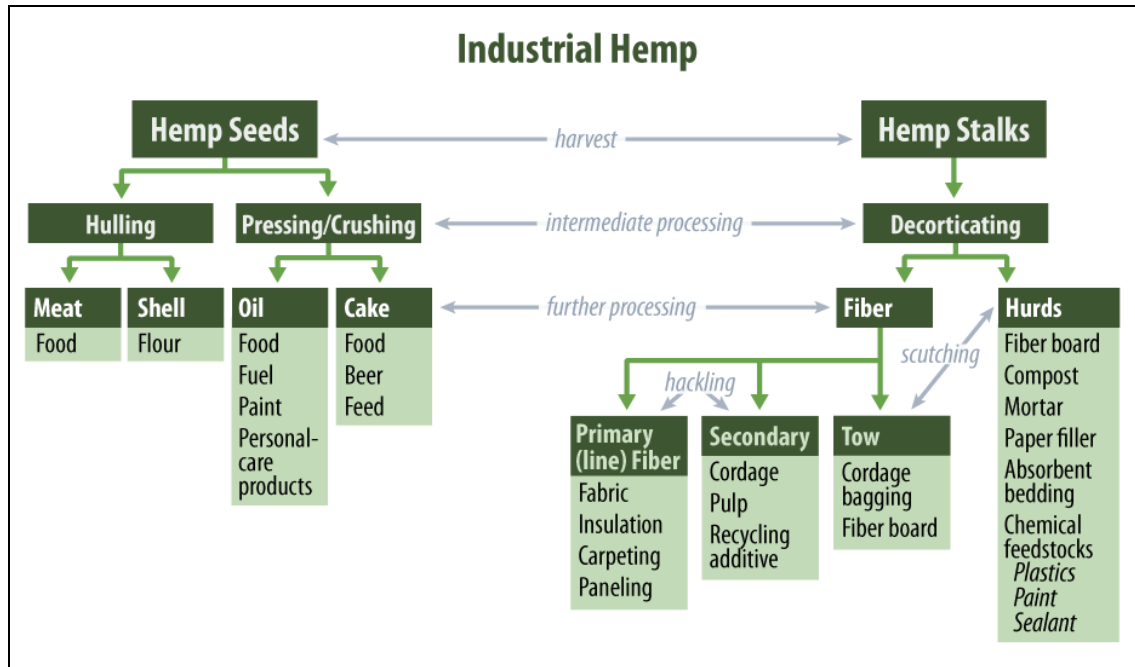 Industrial Hemp
Hemp Seeds
harvest
Hemp Stalks
Hulling
Pressing/Crushing
intermediate processing
Decorticating
Meat
Food
Shell
Flour
Oil
Food
Fuel
Paint
Personal-
care
products
Cake
Food
Beer
Feed
further processing
Fiber
hackling
scutching
Primary
(line) Fiber
Fabric
Insulation
Carpeting
Paneling
Secondary
Cordage
Pulp
Recycling
additive
Tow
Cordage
bagging
Fiber board
Hurds
Fiber board
Compost
Mortar
Paper filler
Absorbent
bedding
Chemical
feedstocks
Plastics
Paint
Sealant